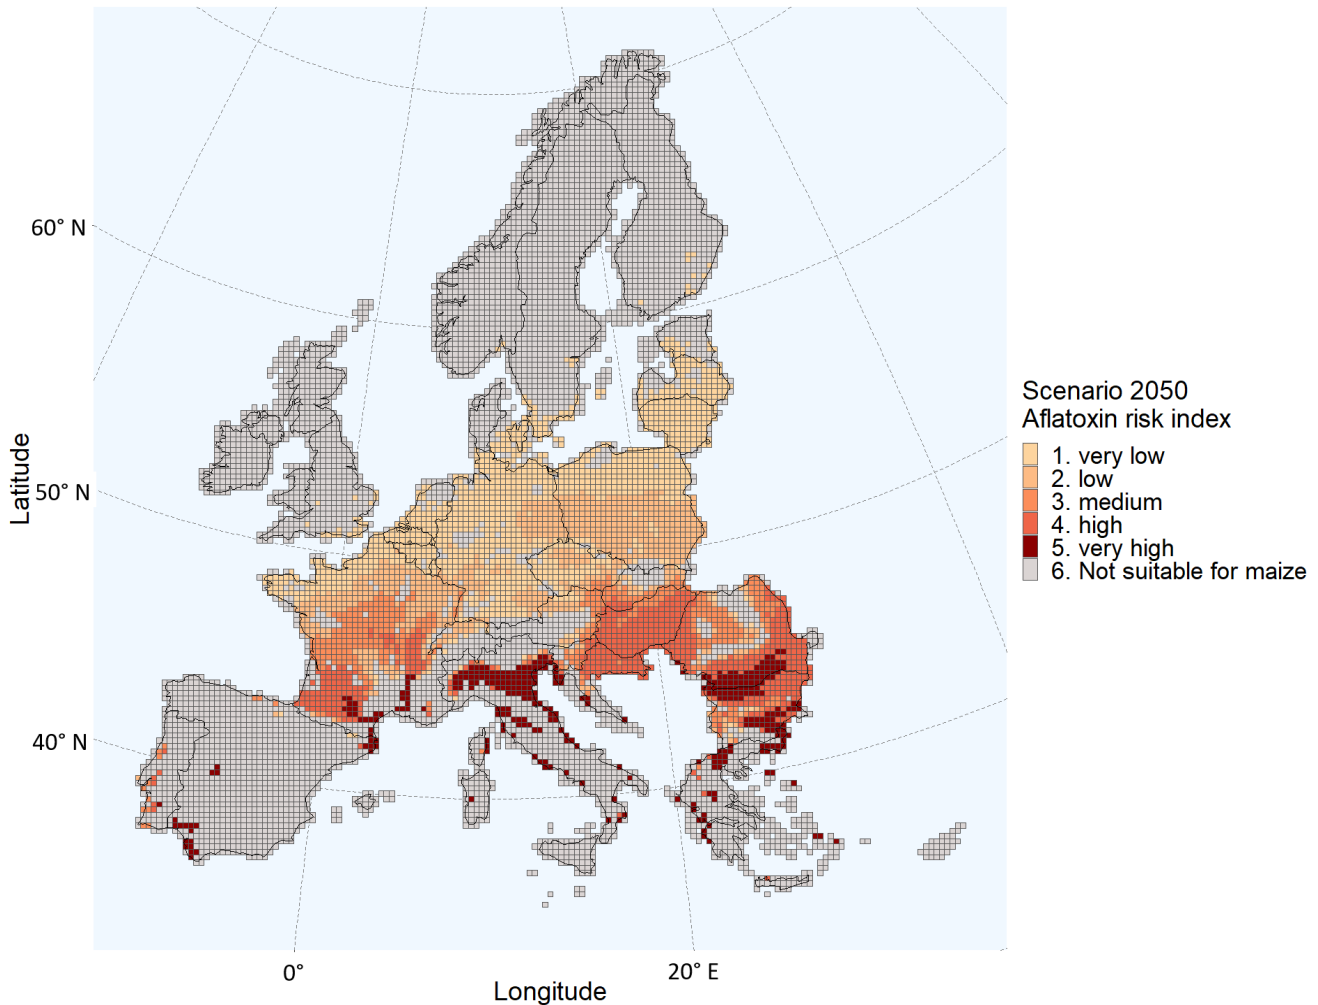 60° N
50° N
40° N
Latitude
0°
20° E
Longitude
Scenario 2050
Aflatoxin risk index
1. very low
2. low
3. medium
4. high
5. very high
6. Not suitable for maize